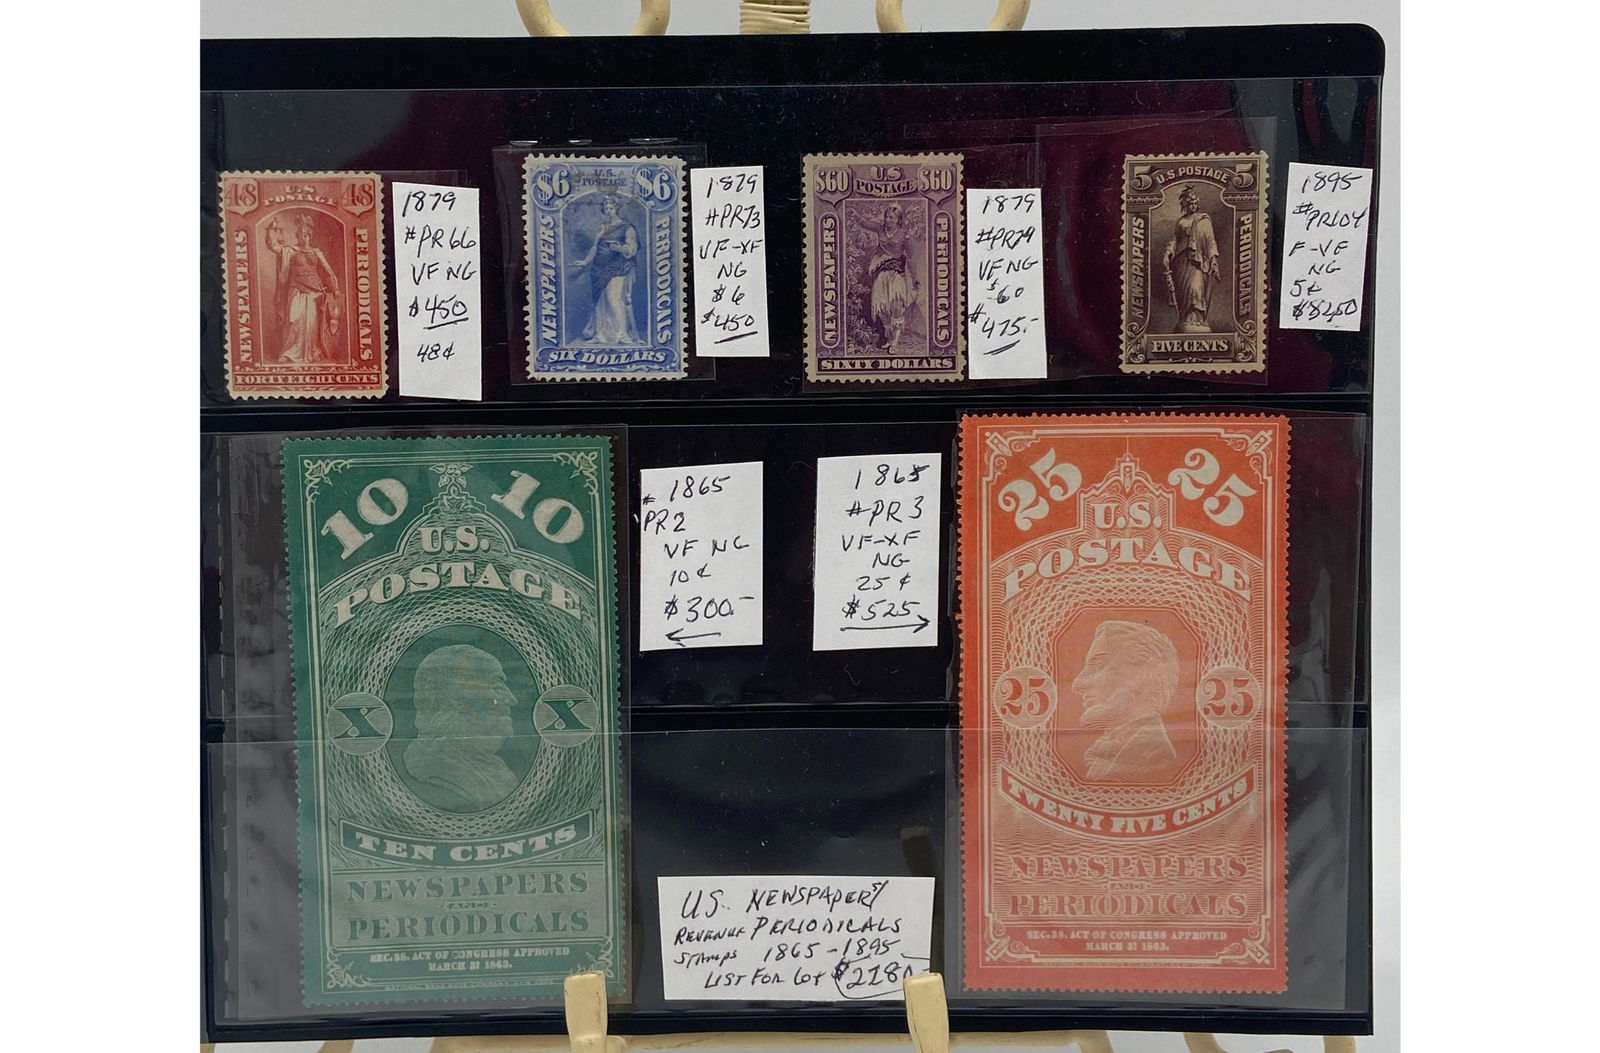 48 48
U.S
POSTAGE
NEWSPAPERS
PERIODICALS
FORTY EIGHT CENTS
1879
#PR66
VF NG
$450
48¢
$6 $6
U.S.
POSTAGE
NEWSPAPERS
PERIODICALS
SIX DOLLARS
1879
#PR73
VF-XF
NG
$6
$450
$60 $60
U S
POSTAGE
NEWSPAPERS
PERIODICALS
SIXTY DOLLARS
1879
#PR79
VF NG
$60
$475.-
5 5
U.S. POSTAGE
NEWSPAPERS
PERIODICALS
FIVE CENTS
1895
#PR104
F-VF
NG
5¢
10 10
U.S.
POSTAGE
X X
TEN CENTS
NEWSPAPERS
-AND-
PERIODICALS
SEC. 38. ACT OF CONGRESS APPROVED
MARCH 3? 1863.
# 1865
PR2
VF NG
10¢
$300.-
1865
#PR3
VF-XF
NG
25¢
$525
25 25
U.S.
POSTAGE
25 25
TWENTY FIVE CENTS
NEWSPAPERS
-AND-
PERIODICALS
SEC. 38. ACT OF CONGRESS APPROVED
MARCH 3? 1863.
U.S. NEWSPAPERS/
REVENUE PERIODICALS
STAMPS 1865-1895
LIST FOR LOT $2180-